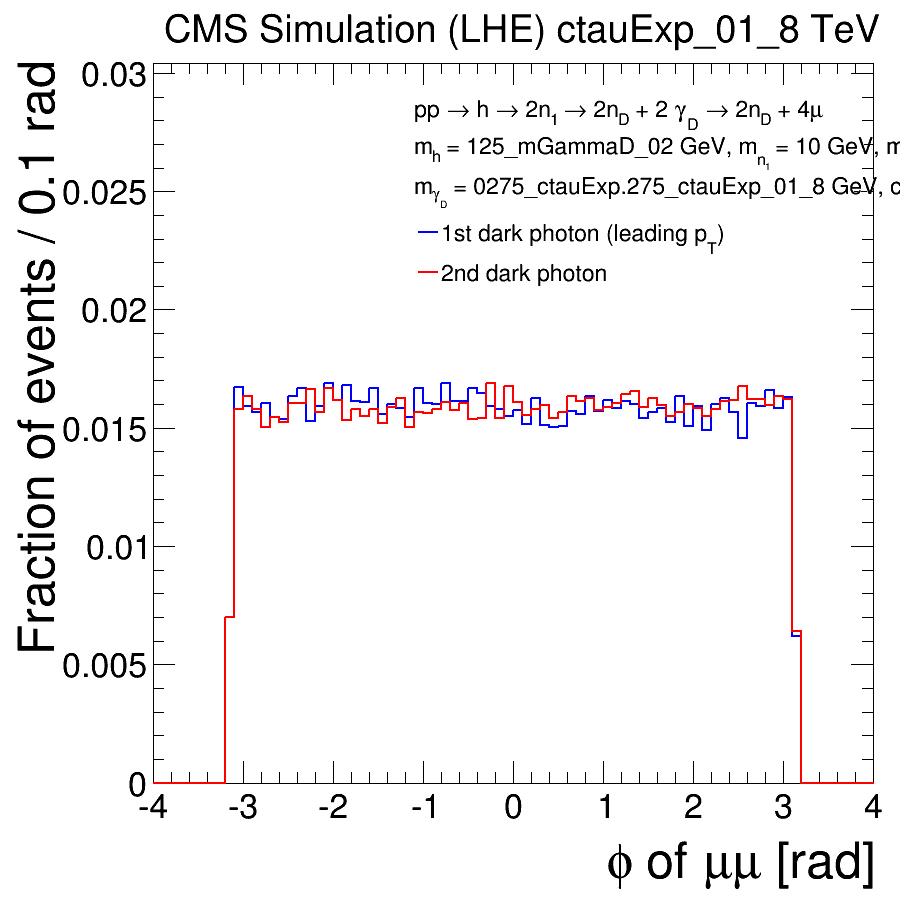 CMS Simulation (LHE) ctauExp_01_8 TeV
Fraction of events / 0.1 rad
0.03
0.025
0.02
0.015
0.01
0.005
0
pp → h → 2n1 → 2nD + 2 γD → 2nD + 4μ
mh = 125_mGammaD_02 GeV, mn1 = 10 GeV, m
mγD = 0275_ctauExp.275_ctauExp_01_8 GeV, c
1st dark photon (leading pT)
2nd dark photon
-4 -3 -2 -1 0 1 2 3 4
ϕ of μμ [rad]